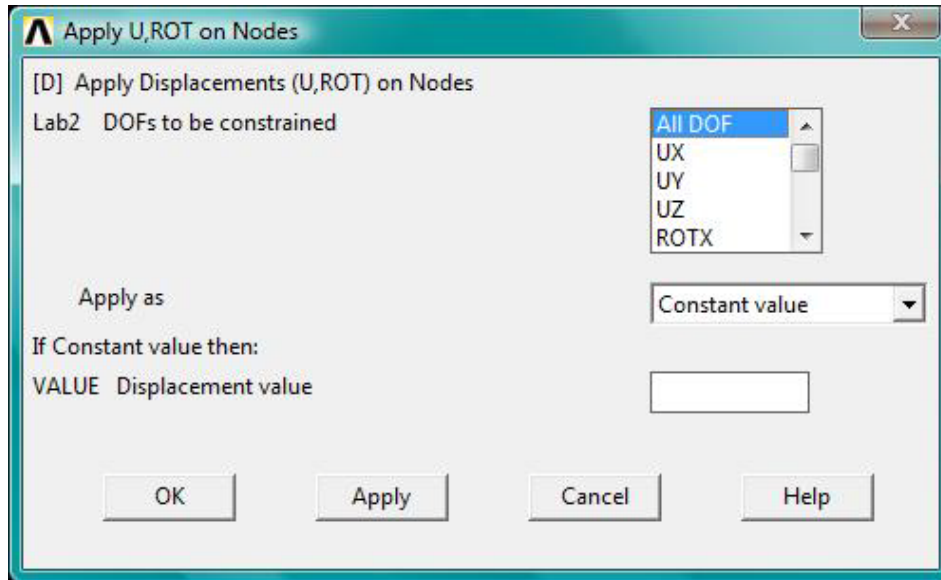 Apply U,ROT on Nodes
[D] Apply Displacements (U,ROT) on Nodes
Lab2 DOFs to be constrained
All DOF
UX
UY
UZ
ROTX
Apply as
Constant value
If Constant value then:
VALUE Displacement value
OK
Apply
Cancel
Help